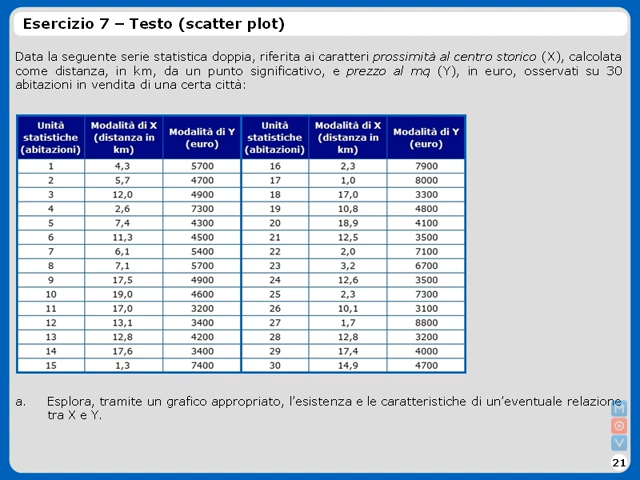 Esercizio 7 – Testo (scatter plot)
Data la seguente serie statistica doppia, riferita ai caratteri prossimità al centro storico (X), calcolata
come distanza, in km, da un punto significativo, e prezzo al mq (Y), in euro, osservati su 30
abitazioni in vendita di una certa città:
Unità statistiche (abitazioni) Modalità di X (distanza in km) Modalità di Y (euro) Unità statistiche (abitazioni) Modalità di X (distanza in km) Modalità di Y (euro)
1 4,3 5700 16 2,3 7900
2 5,7 4700 17 1,0 8000
3 12,0 4900 18 17,0 3300
4 2,6 7300 19 10,8 4800
5 7,4 4300 20 18,9 4100
6 11,3 4500 21 12,5 3500
7 6,1 5400 22 2,0 7100
8 7,1 5700 23 3,2 6700
9 17,5 4900 24 12,6 3500
10 19,0 4600 25 2,3 7300
11 17,0 3200 26 10,1 3100
12 13,1 3400 27 1,7 8800
13 12,8 4200 28 12,8 3200
14 17,6 3400 29 17,4 4000
15 1,3 7400 30 14,9 4700
a. Esplora, tramite un grafico appropriato, l'esistenza e le caratteristiche di un'eventuale relazione
tra X e Y.
M
O
V
21